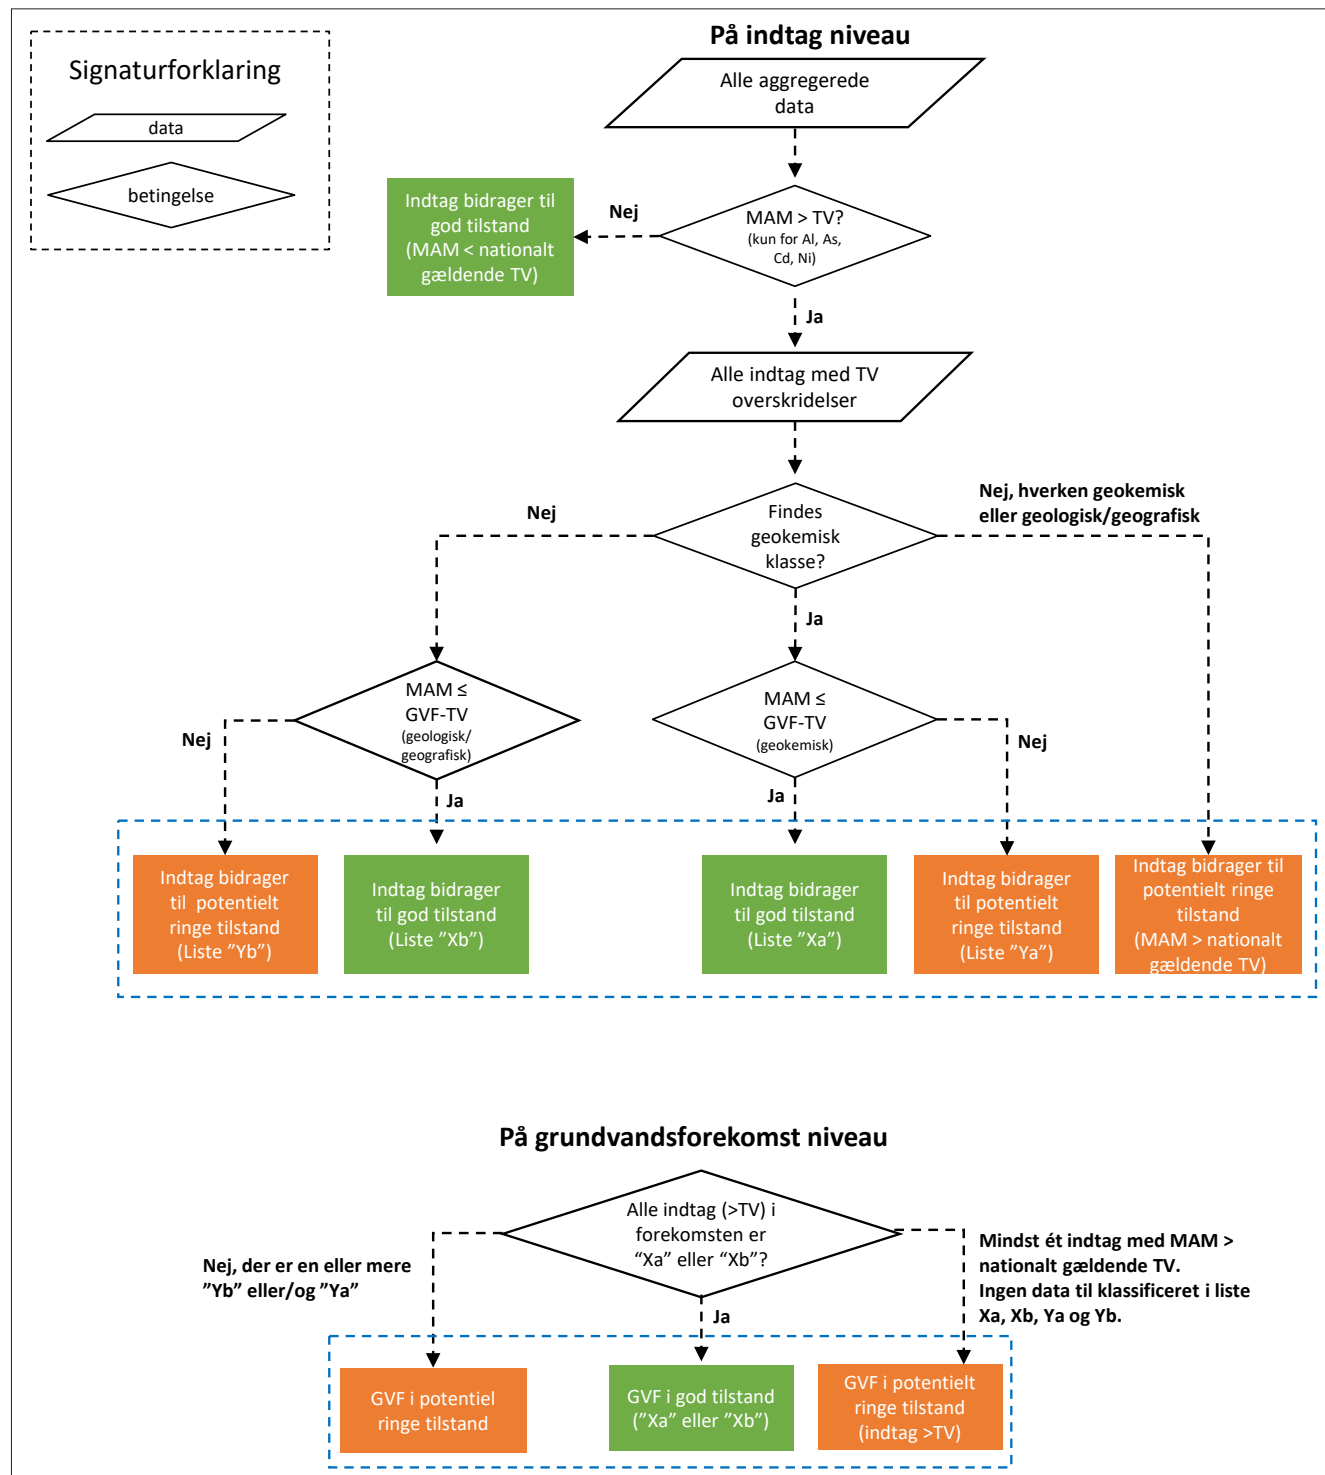 På indtag niveau
Signaturforklaring
data
betingelse
Alle aggregerede
data
MAM > TV?
(kun for Al, As,
Cd, Ni)
Nej
Indtag bidrager til
god tilstand
(MAM < nationalt
gældende TV)
Ja
Alle indtag med TV
overskridelser
Findes
geokemisk
klasse?
Nej
Nej, hverken geokemisk
eller geologisk/geografisk
Ja
MAM ≤
GVF-TV
(geologisk/
geografisk)
MAM ≤
GVF-TV
(geokemisk)
Nej
Ja
Ja
Nej
Indtag bidrager
til potentielt
ringe tilstand
(Liste ”Yb”)
Indtag bidrager
til god tilstand
(Liste ”Xb”)
Indtag bidrager
til god tilstand
(Liste ”Xa”)
Indtag bidrager
til potentielt
ringe tilstand
(Liste ”Ya”)
Indtag bidrager til
potentielt ringe
tilstand
(MAM > nationalt
gældende TV)
På grundvandsforekomst niveau
Alle indtag (>TV) i
forekomsten er
“Xa” eller “Xb”?
Nej, der er en eller mere
”Yb” eller/og ”Ya”
Ja
Mindst ét indtag med MAM >
nationalt gældende TV.
Ingen data til klassificeret i liste
Xa, Xb, Ya og Yb.
GVF i potentiel
ringe tilstand
GVF i god tilstand
(”Xa” eller ”Xb”)
GVF i potentielt
ringe tilstand
(indtag >TV)